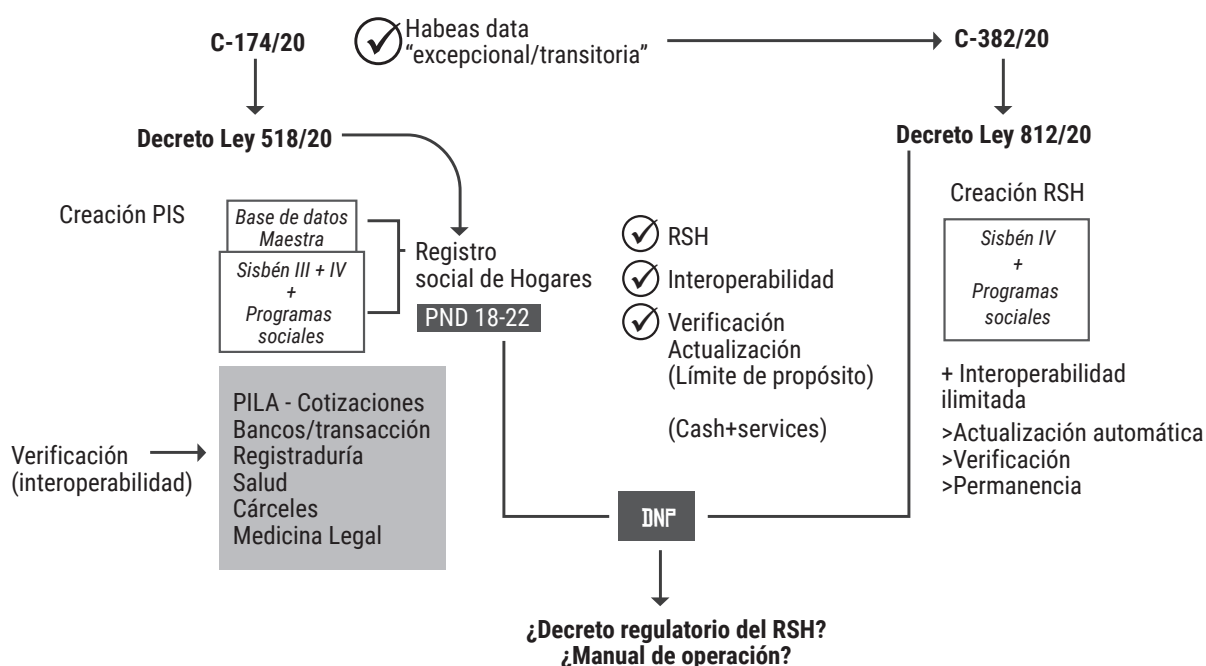 C-174/20
Habeas data
“excepcional/transitoria”
C-382/20
Decreto Ley 518/20
Decreto Ley 812/20
Creación PIS
Base de datos
Maestra
Sisbén III + IV
+
Programas
sociales
Registro
social de Hogares
PND 18-22
RSH
Interoperabilidad
Verificación
Actualización
(Límite de propósito)
(Cash+services)
Creación RSH
Sisbén IV
+
Programas
sociales
+ Interoperabilidad
ilimitada
>Actualización automática
>Verificación
>Permanencia
Verificación
(interoperabilidad)
PILA - Cotizaciones
Bancos/transacción
Registraduría
Salud
Cárceles
Medicina Legal
DNP
¿Decreto regulatorio del RSH?
¿Manual de operación?